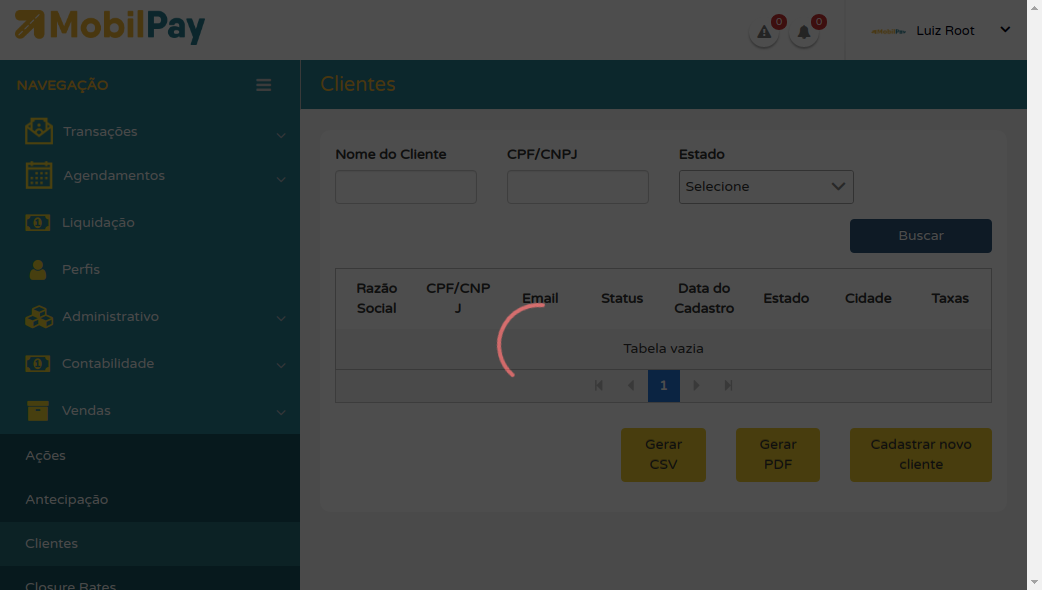 MobilPay
0
0
MobilPay
Luiz Root
NAVEGAÇÃO
Clientes
Transações
Agendamentos
Liquidação
Perfis
Administrativo
Contabilidade
Vendas
Ações
Antecipação
Clientes
Closure Rates
Nome do Cliente
CPF/CNPJ
Estado
Selecione
Buscar
Razão
Social
CPF/CNP
J
Email
Status
Data do
Cadastro
Estado
Cidade
Taxas
Tabela vazia
1
Gerar
CSV
Gerar
PDF
Cadastrar novo
cliente